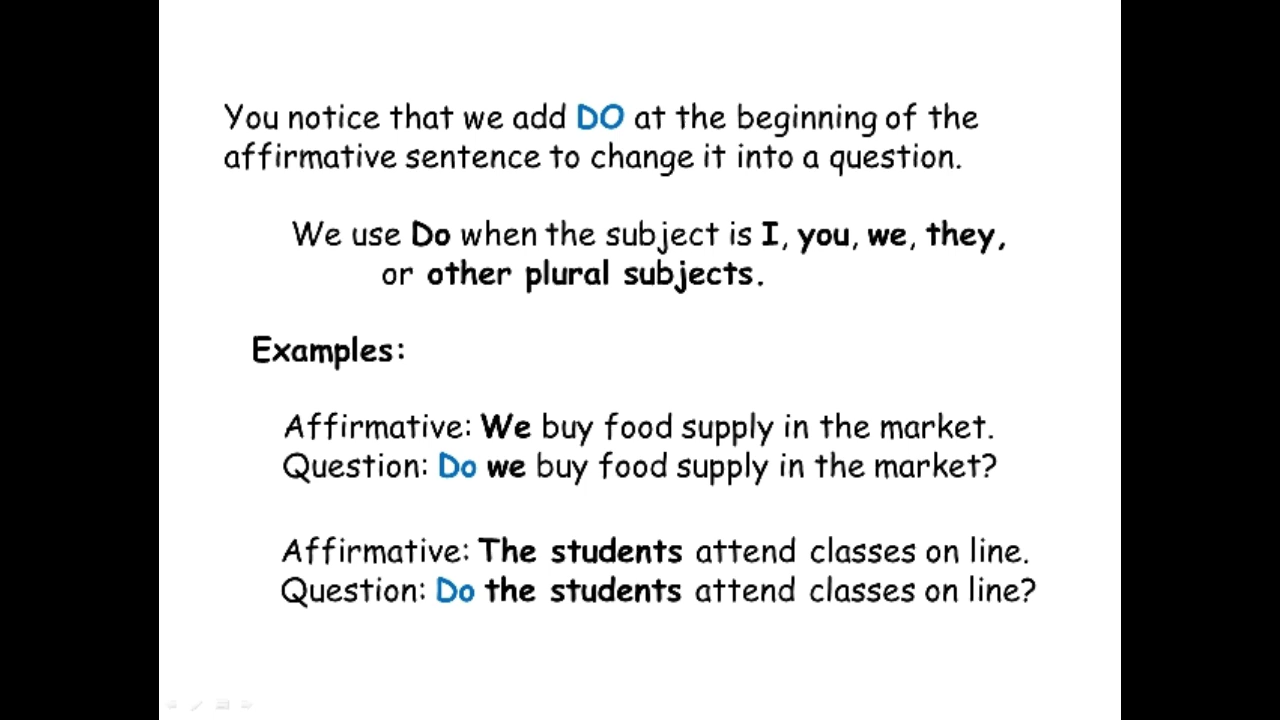 You notice that we add DO at the beginning of the
affirmative sentence to change it into a question.
We use Do when the subject is I, you, we, they,
or other plural subjects.
Examples:
Affirmative: We buy food supply in the market.
Question: Do we buy food supply in the market?
Affirmative: The students attend classes on line.
Question: Do the students attend classes on line?